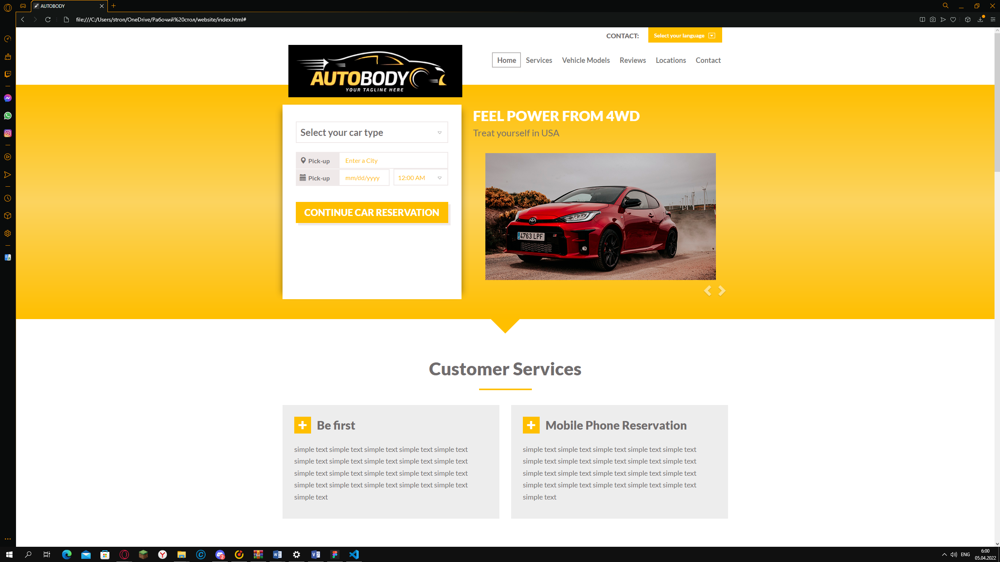 AUTOBODY
file:///C:/Users/stron/OneDrive/Рабочий%20стол/website/index.html#
CONTACT:
Select your language
AUTOBODY
YOUR TAGLINE HERE
Home Services Vehicle Models Reviews Locations Contact
Select your car type
Pick-up Enter a City
Pick-up mm/dd/yyyy 12:00 AM
CONTINUE CAR RESERVATION
FEEL POWER FROM 4WD
Treat yourself in USA
4763 LPF
Customer Services
Be first
simple text simple text simple text simple text simple text
simple text simple text simple text simple text simple text
simple text simple text simple text simple text simple text
simple text simple text simple text simple text simple text
simple text
Mobile Phone Reservation
simple text simple text simple text simple text simple text
simple text simple text simple text simple text simple text
simple text simple text simple text simple text simple text
simple text simple text simple text simple text simple text
simple text
2
ENG
6:00
05.04.2022